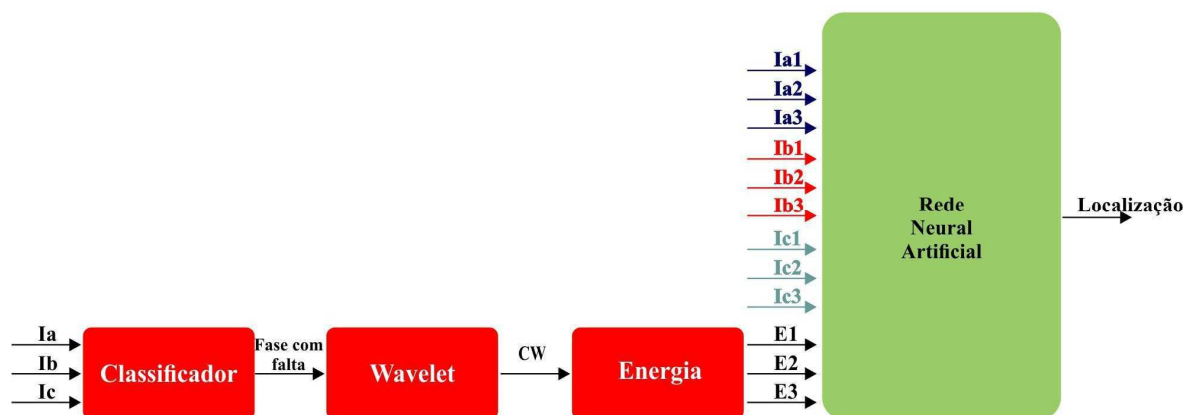 Ia1
Ia2
Ia3
Ib1
Ib2
Ib3
Ic1
Ic2
Ic3
Rede
Neural
Artificial
Localização
Ia
Ib
Ic
Classificador
Fase com
falta
Wavelet
CW
Energia
E1
E2
E3